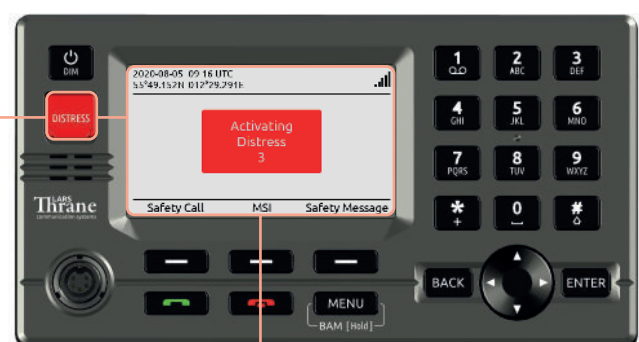 DIM
DISTRESS
LARS
Thrane
communication systems
2020-08-05 09 16 UTC
55°49.152N 012°29.291E
Activating
Distress
3
Safety Call MSI Safety Message
1
2 ABC
3 DEF
4 GHI
5 JKL
6 MNO
7 PQRS
8 TUV
9 WXYZ
* +
0
#
BACK
ENTER
MENU
BAM [Hold]